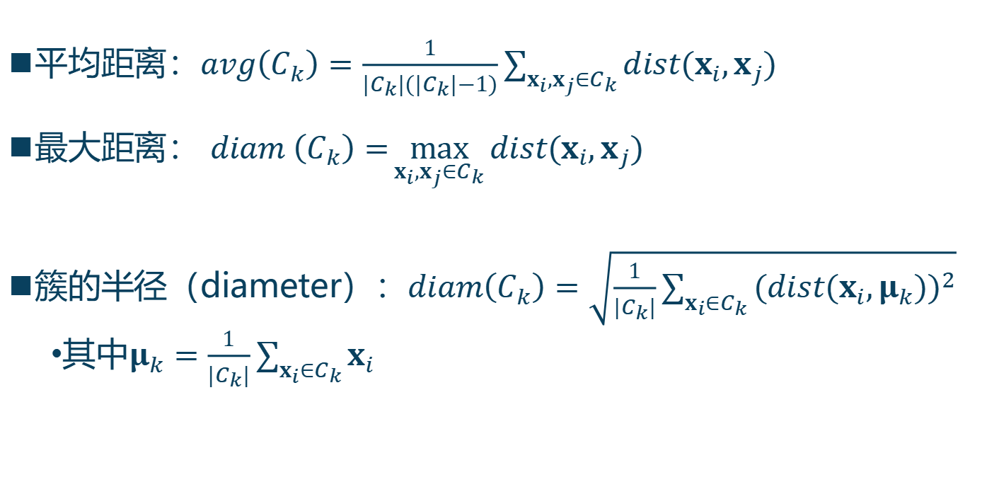 ■平均距离：$avg(C_k) = \frac{1}{|C_k|(|C_k|-1)} \sum_{\mathbf{x}_i,\mathbf{x}_j \in C_k} dist(\mathbf{x}_i, \mathbf{x}_j)$
■最大距离： $diam\ (C_k) = \max_{\mathbf{x}_i,\mathbf{x}_j \in C_k} dist(\mathbf{x}_i, \mathbf{x}_j)$
■簇的半径（diameter）：$diam(C_k) = \sqrt{\frac{1}{|C_k|} \sum_{\mathbf{x}_i \in C_k} (dist(\mathbf{x}_i, \boldsymbol{\mu}_k))^2}$
•其中$\boldsymbol{\mu}_k = \frac{1}{|C_k|} \sum_{\mathbf{x}_i \in C_k} \mathbf{x}_i$